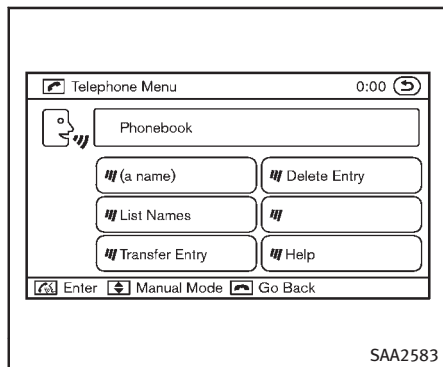 Telephone Menu 0:00
Phonebook
(a name) Delete Entry
List Names
Transfer Entry Help
Enter Manual Mode Go Back
SAA2583